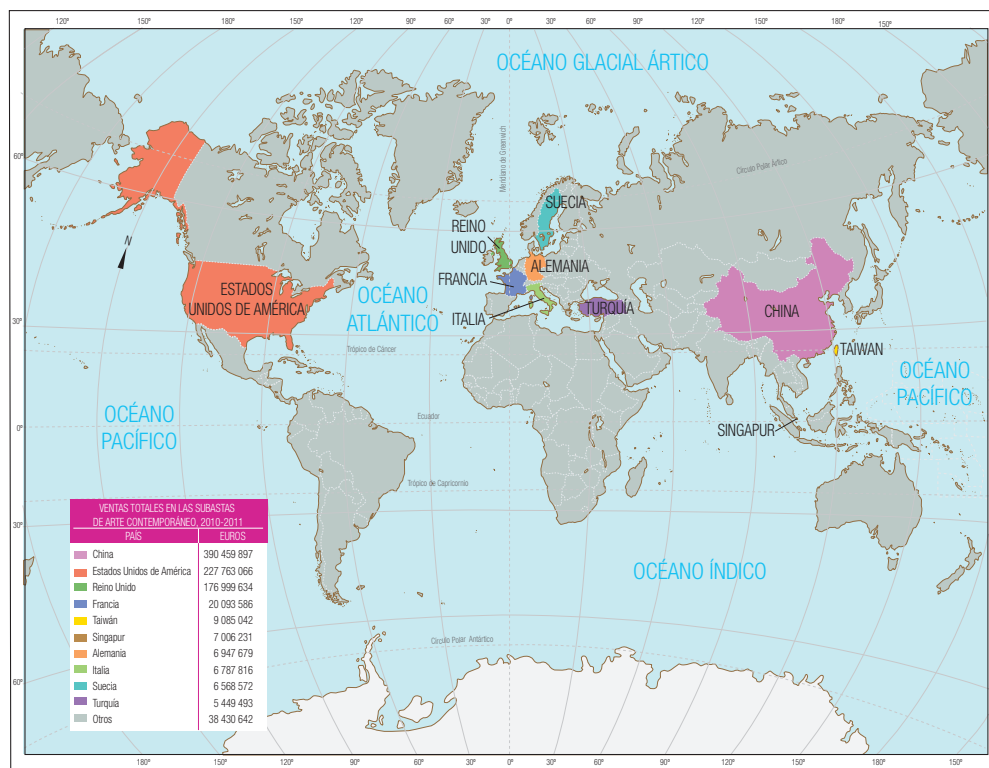 180° 150° 120° 90° 60° 30° 0° 30° 60° 90° 120° 150° 180° 150°
OCÉANO GLACIAL ÁRTICO
Meridiano de Greenwich
Círculo Polar Ártico
60°
SUECIA
REINO
UNIDO
N
ALEMANIA
FRANCIA
ESTADOS
UNIDOS DE AMÉRICA
OCÉANO
ATLÁNTICO
ITALIA
TURQUÍA
CHINA
30°
Trópico de Cáncer
TAIWAN
OCÉANO
PACÍFICO
OCÉANO
PACÍFICO
Ecuador
0°
SINGAPUR
Trópico de Capricornio
VENTAS TOTALES EN LAS SUBASTAS
DE ARTE CONTEMPORÁNEO, 2010-2011
PAÍS EUROS
China 390 459 897
Estados Unidos de América 227 763 066
Reino Unido 176 999 634
Francia 20 093 586
Taiwán 9 085 042
Singapur 7 006 231
Alemania 6 947 679
Italia 6 787 816
Suecia 6 568 572
Turquía 5 449 493
Otros 38 430 642
30°
OCÉANO ÍNDICO
Círculo Polar Antártico
60°
180° 150° 120° 90° 60° 30° 0° 30° 60° 90° 120° 150° 180° 150°